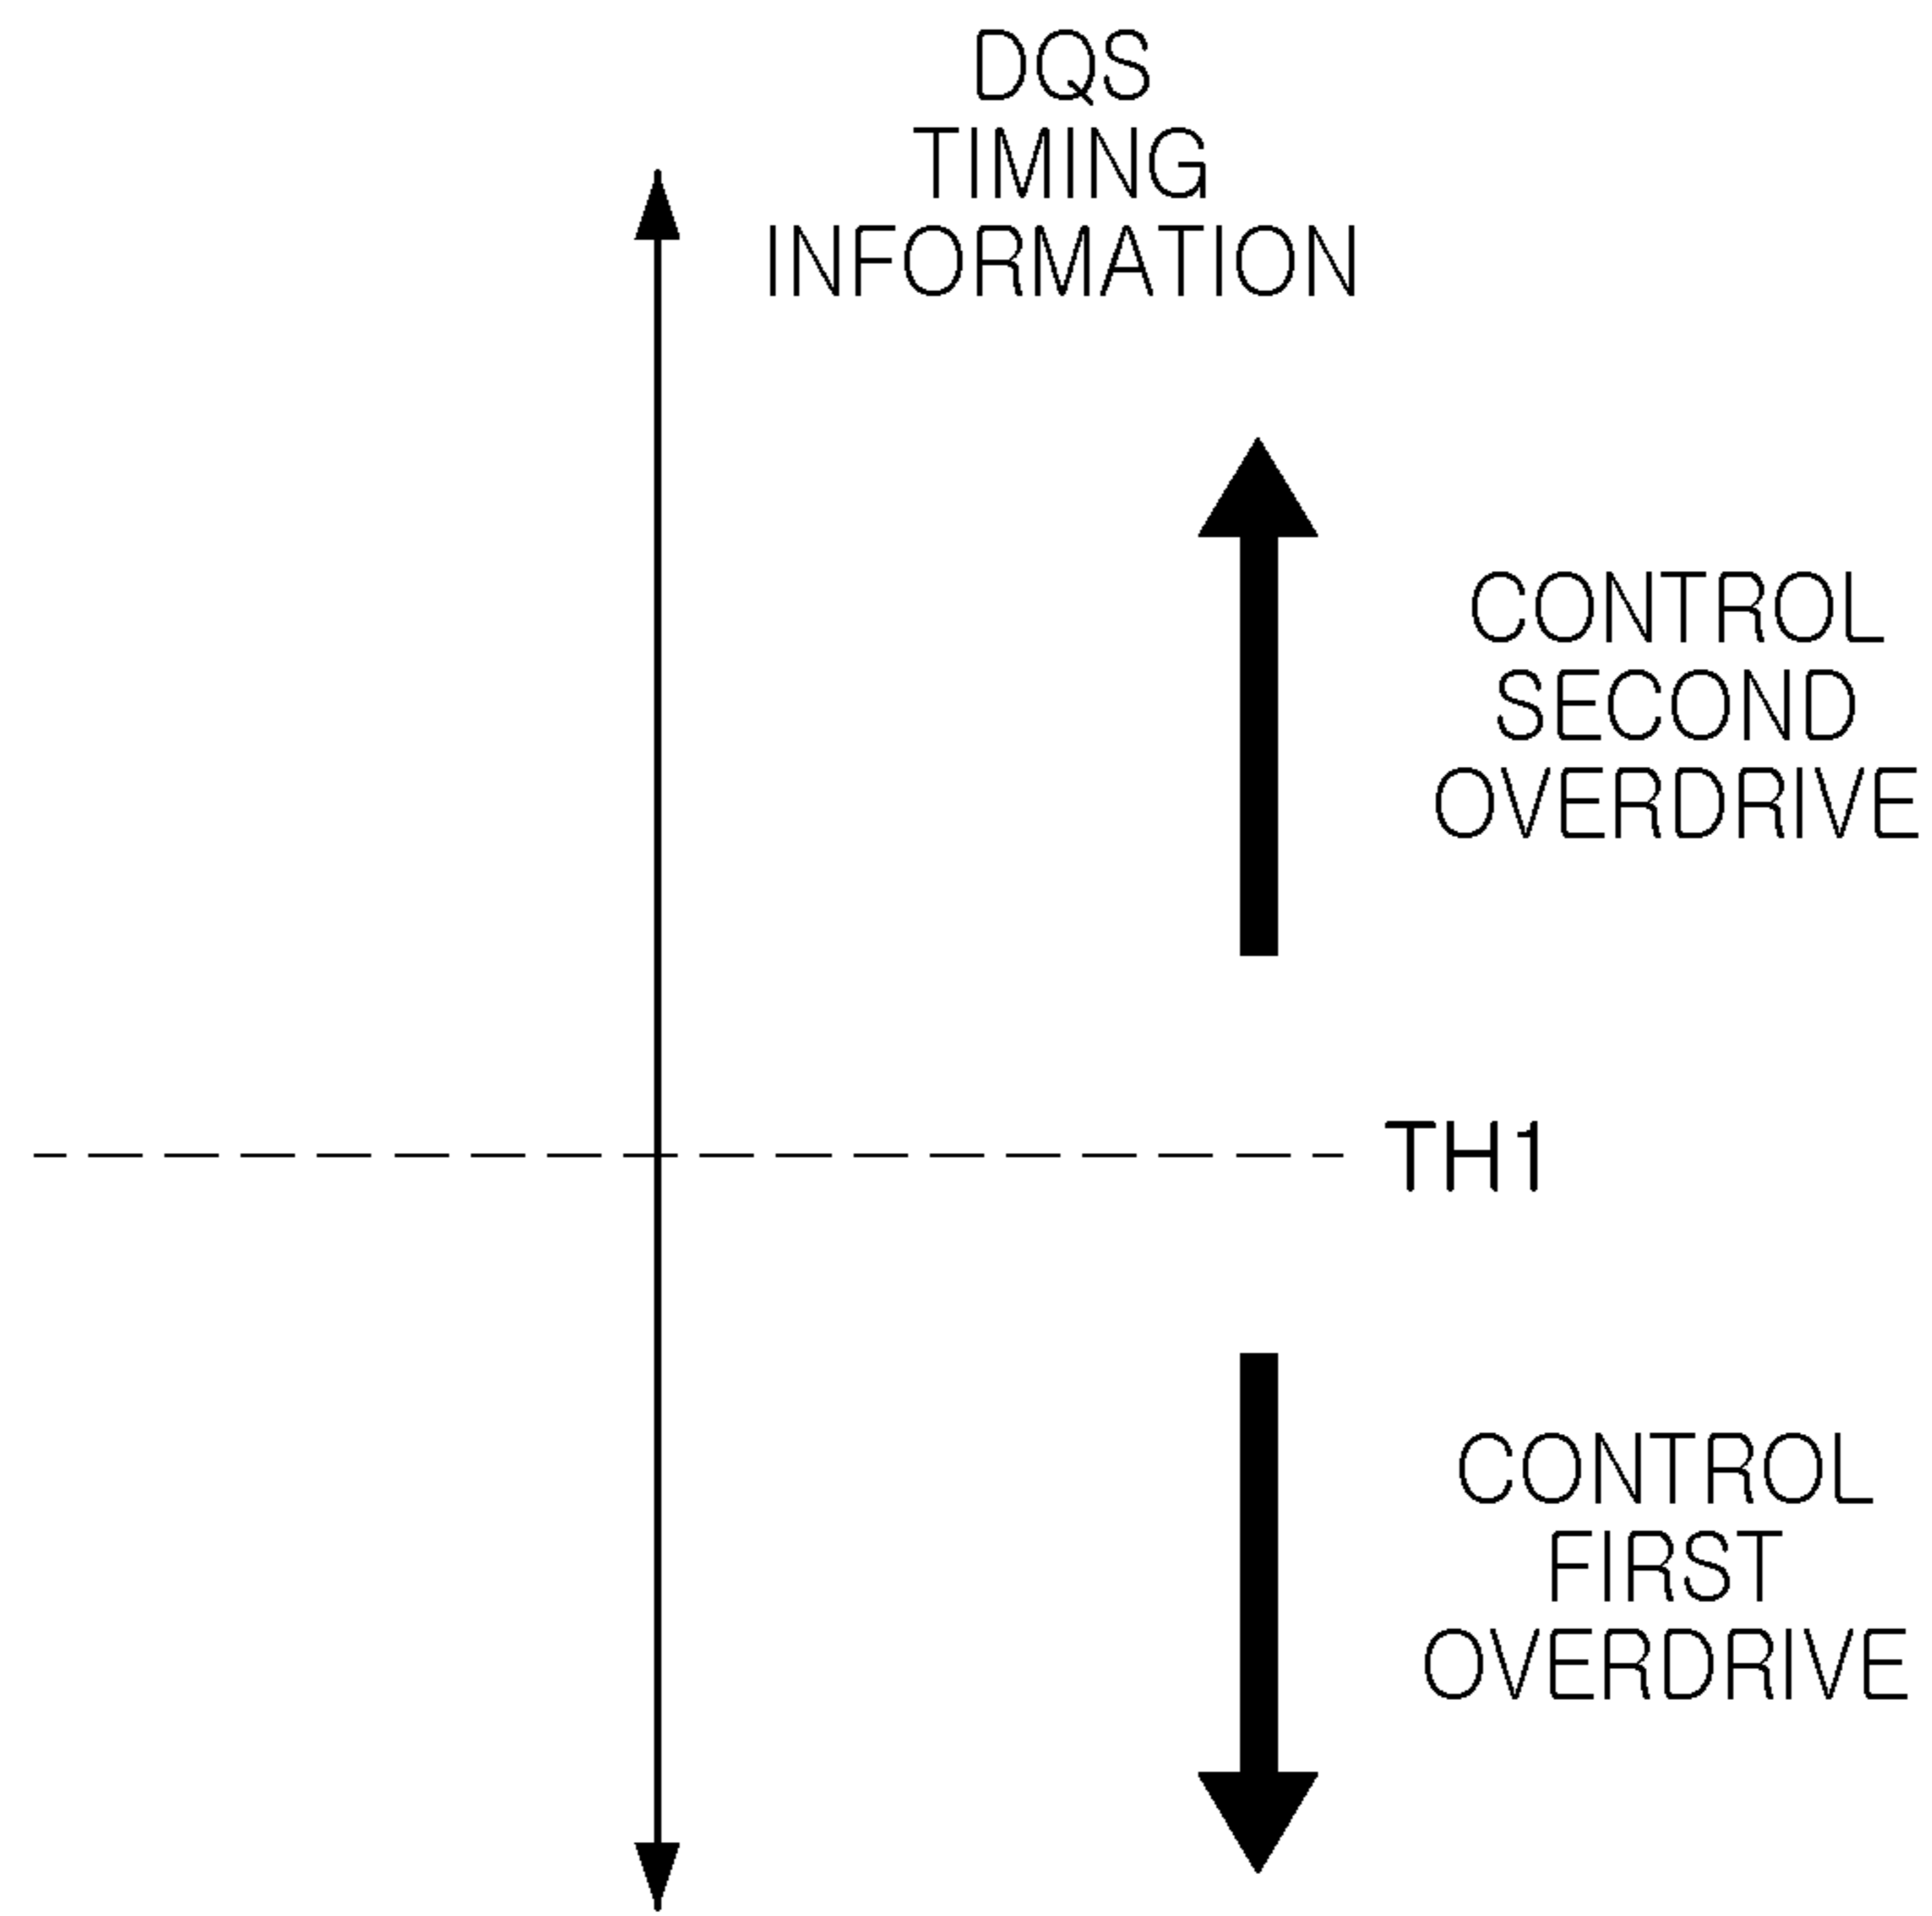 DQS
TIMING
INFORMATION
CONTROL
SECOND
OVERDRIVE
TH1
CONTROL
FIRST
OVERDRIVE